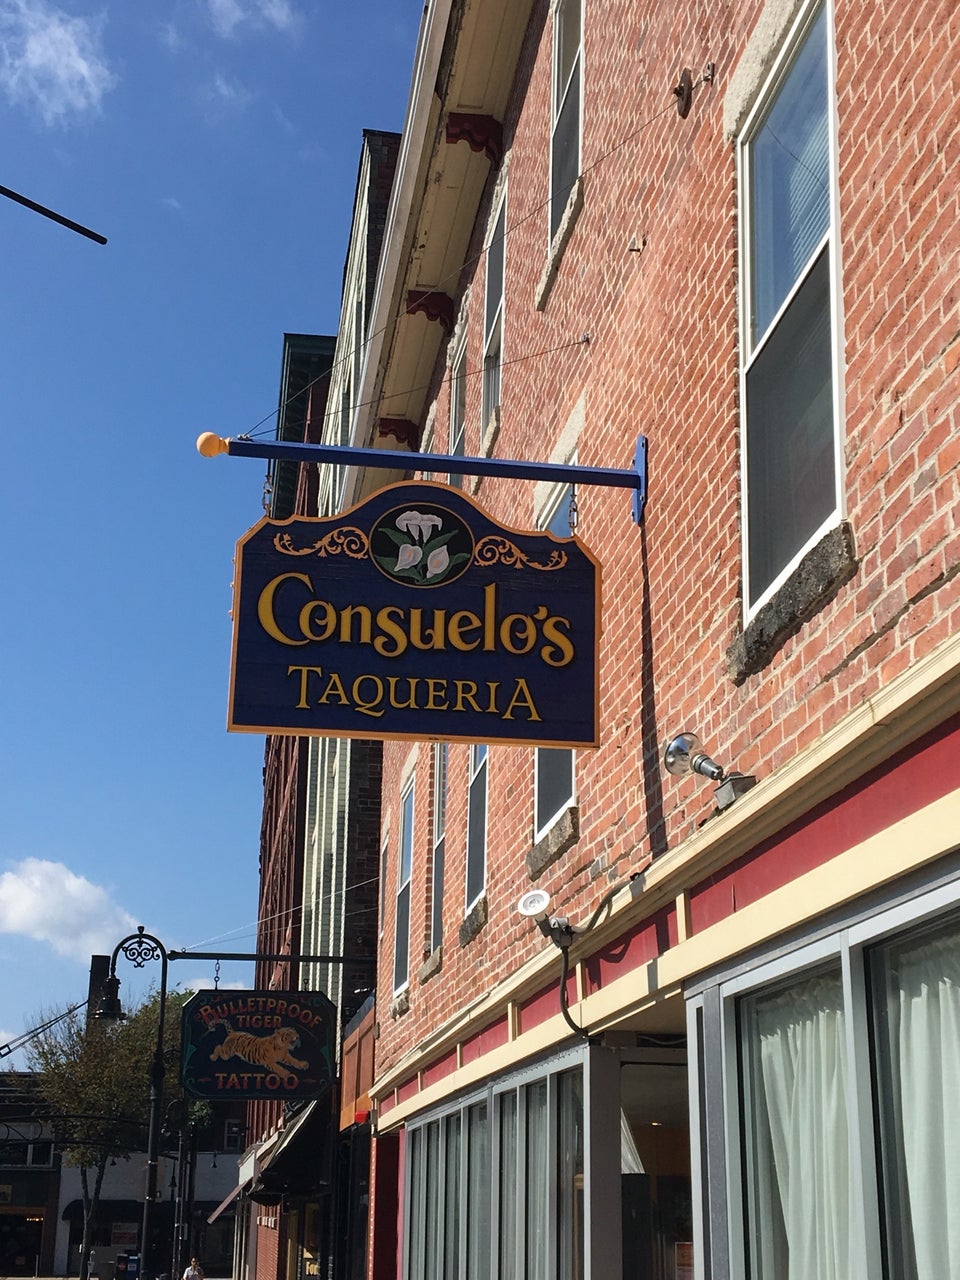 Consuelo's
TAQUERIA
BULLETPROOF
TIGER
TATTOO